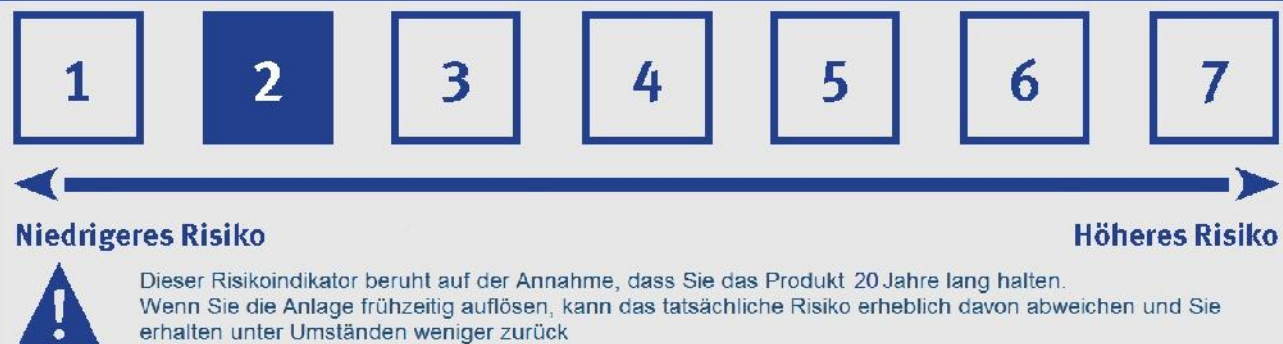 1 2 3 4 5 6 7
Niedrigeres Risiko Höheres Risiko
Dieser Risikoindikator beruht auf der Annahme, dass Sie das Produkt 20 Jahre lang halten.
Wenn Sie die Anlage frühzeitig auflösen, kann das tatsächliche Risiko erheblich davon abweichen und Sie
erhalten unter Umständen weniger zurück